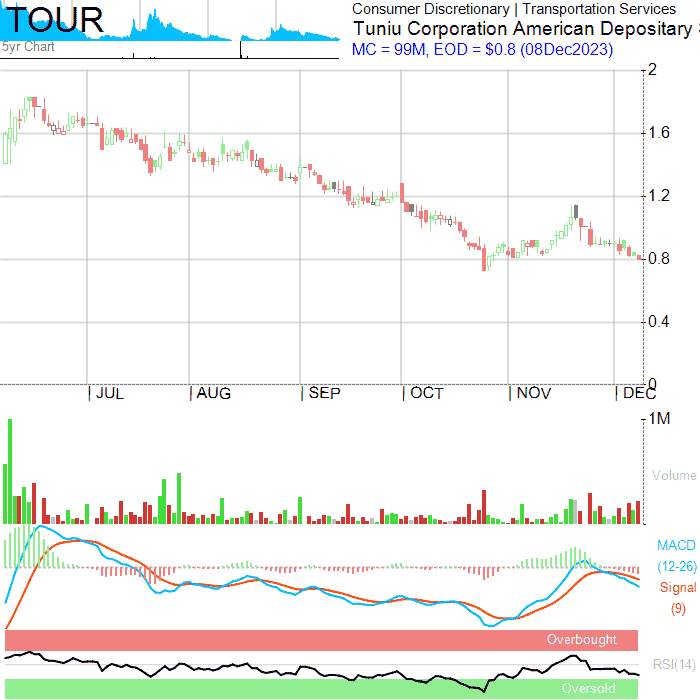 TOUR
5yr Chart
Consumer Discretionary | Transportation Services
Tuniu Corporation American Depositary
MC = 99M, EOD = $0.8 (08Dec2023)
2
1.6
1.2
0.8
0.4
0
JUL AUG SEP OCT NOV DEC
1M
Volume
MACD
(12-26)
Signal
(9)
Overbought
RSI(14)
Oversold